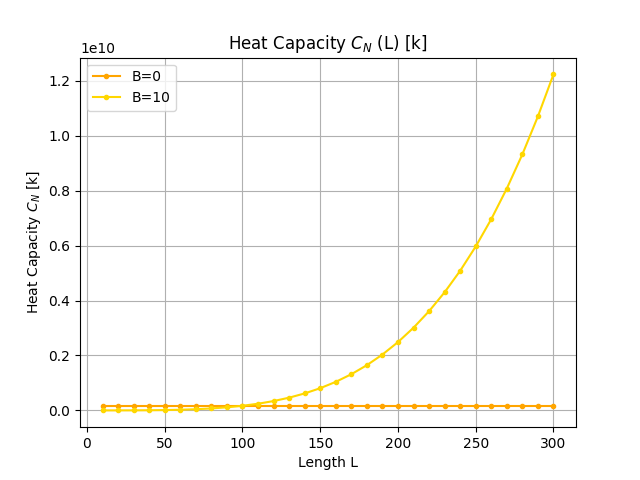 Heat Capacity $C_N$ (L) [k]
1e10
B=0
B=10
1.2
1.0
0.8
0.6
0.4
0.2
0.0
Heat Capacity $C_N$ [k]
0 50 100 150 200 250 300
Length L